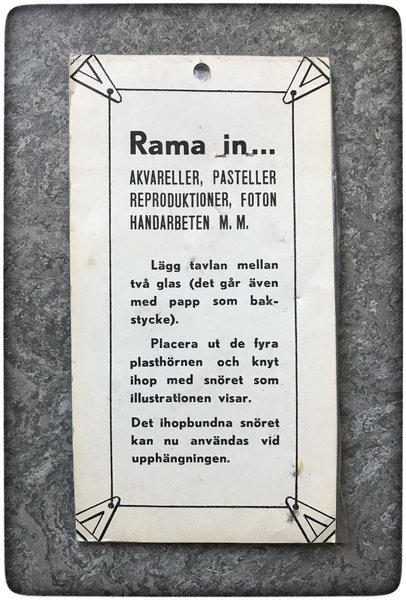 Rama in...
AKVARELLER, PASTELLER
REPRODUKTIONER, FOTON
HANDARBETEN M. M.
Lägg tavlan mellan
två glas (det går även
med papp som bak-
stycke).
Placera ut de fyra
plasthörnen och knyt
ihop med snöret som
illustrationen visar.
Det ihopbundna snöret
kan nu användas vid
upphängningen.